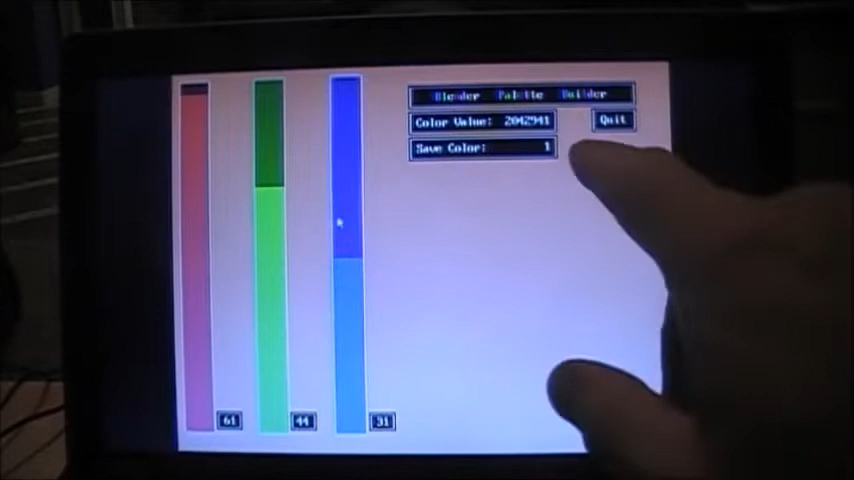 Blender Palette Builder
Color Value: 2042941
Quit
Save Color: 1
61
44
31